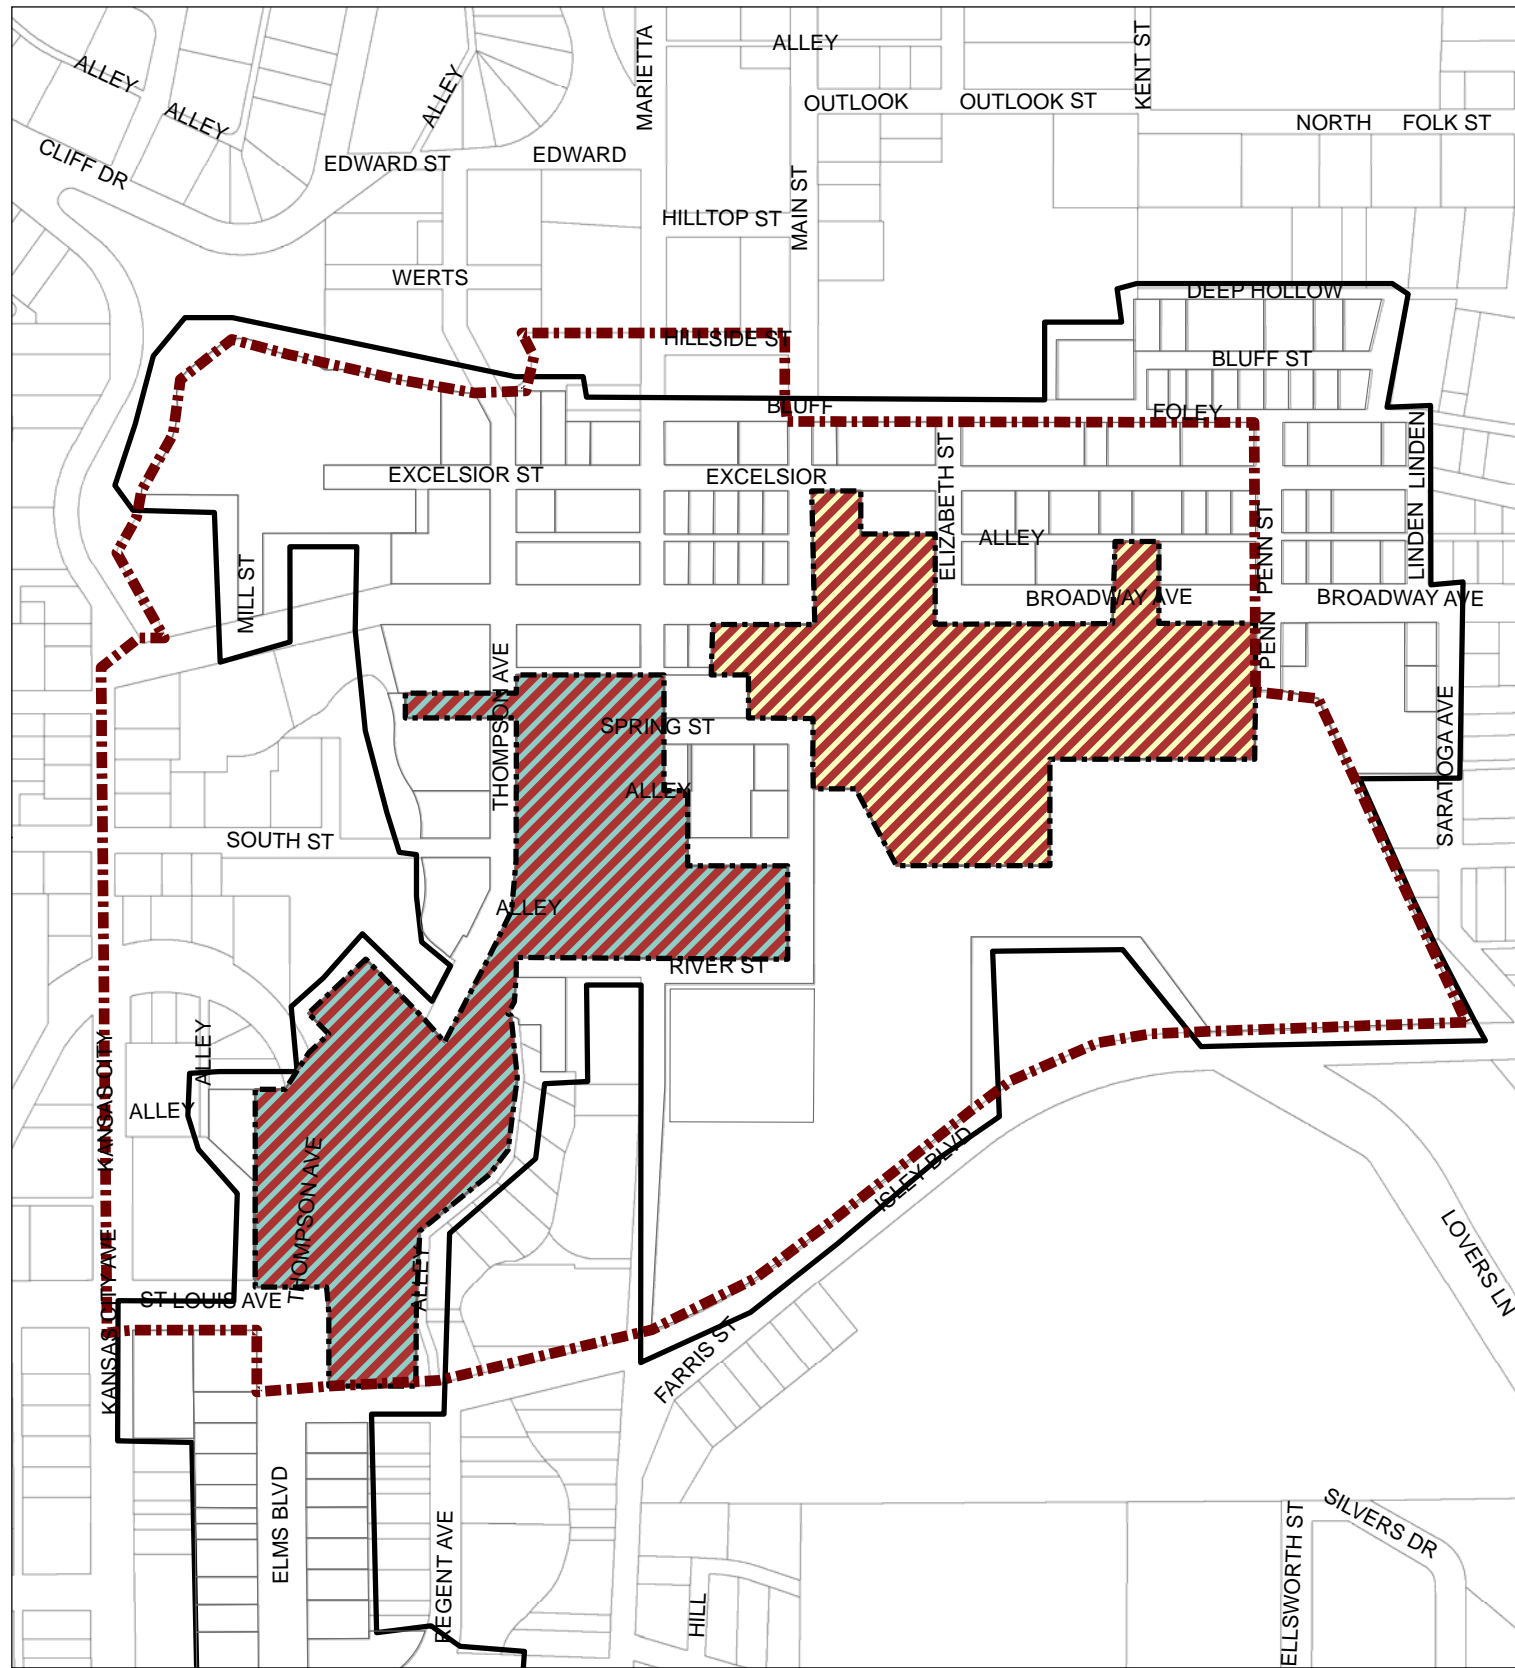 MARIETTA
KENT ST
ALLEY
ALLEY
ALLEY
OUTLOOK
OUTLOOK ST
ALLEY
NORTH
FOLK ST
CLIFF DR
EDWARD ST
EDWARD
MAIN ST
HILLTOP ST
WERTS
DEEP HOLLOW
HILLSIDE ST
BLUFF ST
BLUFF
FOLEY
LINDEN
EXCELSIOR ST
EXCELSIOR
ELIZABETH ST
ALLEY
PENN ST
LINDEN
MILL ST
BROADWAY AVE
BROADWAY AVE
PENN
THOMPSON AVE
SPRING ST
SARATOGA AVE
ALLEY
SOUTH ST
ALLEY
RIVER ST
ALLEY
KANSAS CITY
ALLEY
THOMPSON AVE
ISLEY BLVD
LOVERS LN
ALLEY
KANSAS CITY AVE
ST LOUIS AVE
FARRIS ST
ELMS BLVD
REGENT AVE
HILL
ELLSWORTH ST
SILVERS DR